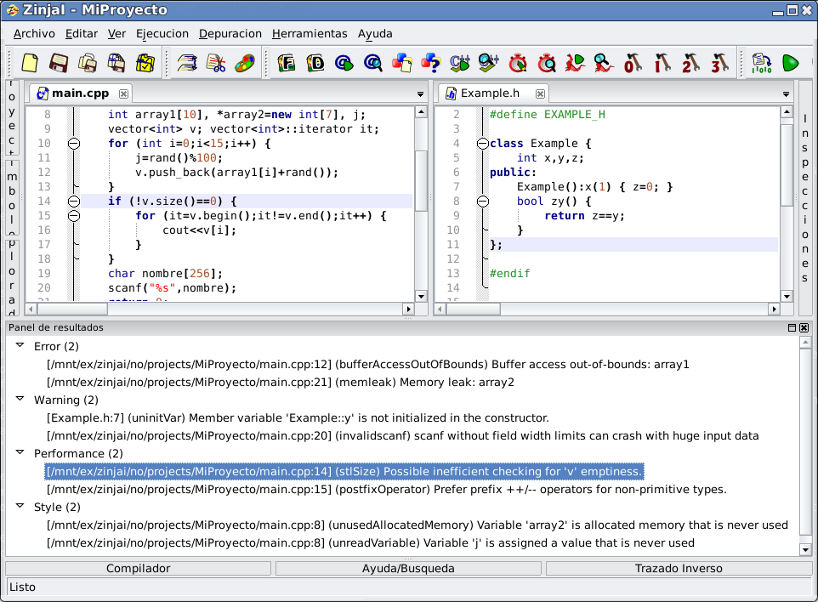 ZinjaI - MiProyecto
Archivo Editar Ver Ejecucion Depuracion Herramientas Ayuda
main.cpp
8 int array1[10], *array2=new int[7], j;
9 vector<int> v; vector<int>::iterator it;
10 for (int i=0;i<15;i++) {
11 j=rand()%100;
12 v.push_back(array1[i]+rand());
13 }
14 if (!v.size()==0) {
15 for (it=v.begin();it!=v.end();it++) {
16 cout<<v[i];
17 }
18 }
19 char nombre[256];
20 scanf("%s",nombre);
21 return 0;
Example.h
2 #define EXAMPLE_H
3
4 class Example {
5 int x,y,z;
6 public:
7 Example():x(1) { z=0; }
8 bool zy() {
9 return z==y;
10 }
11 };
12
13 #endif
14
15
Inspecciones
Panel de resultados
Error (2)
[/mnt/ex/zinjai/no/projects/MiProyecto/main.cpp:12] (bufferAccessOutOfBounds) Buffer access out-of-bounds: array1
[/mnt/ex/zinjai/no/projects/MiProyecto/main.cpp:21] (memleak) Memory leak: array2
Warning (2)
[Example.h:7] (uninitVar) Member variable 'Example::y' is not initialized in the constructor.
[/mnt/ex/zinjai/no/projects/MiProyecto/main.cpp:20] (invalidscanf) scanf without field width limits can crash with huge input data
Performance (2)
[/mnt/ex/zinjai/no/projects/MiProyecto/main.cpp:14] (stlSize) Possible inefficient checking for 'v' emptiness.
[/mnt/ex/zinjai/no/projects/MiProyecto/main.cpp:15] (postfixOperator) Prefer prefix ++/-- operators for non-primitive types.
Style (2)
[/mnt/ex/zinjai/no/projects/MiProyecto/main.cpp:8] (unusedAllocatedMemory) Variable 'array2' is allocated memory that is never used
[/mnt/ex/zinjai/no/projects/MiProyecto/main.cpp:8] (unreadVariable) Variable 'j' is assigned a value that is never used
Compilador Ayuda/Busqueda Trazado Inverso
Listo